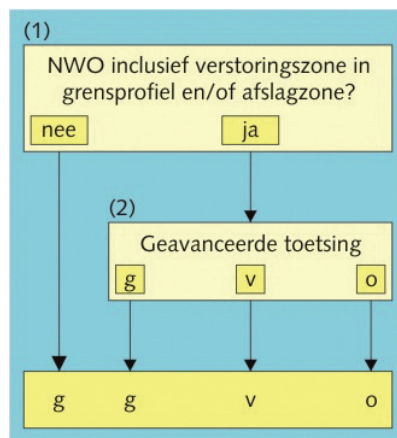 (1)
NWO inclusief verstoringszone in
grensprofiel en/of afslagzone?
nee ja
(2)
Geavanceerde toetsing
g v o
g g v o